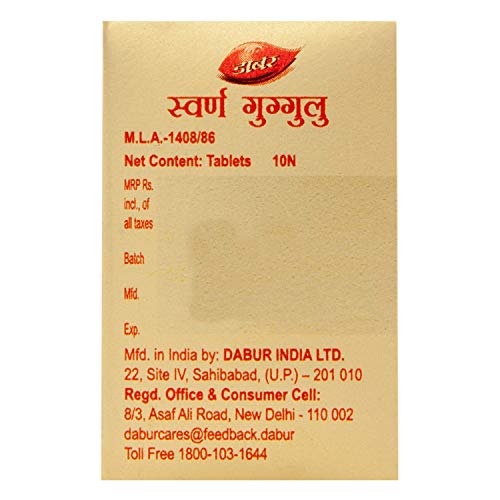 डाबर
स्वर्ण गुग्गुलु
M.L.A.-1408/86
Net Content: Tablets 10N
MRP Rs.
incl., of
all taxes
Batch
Mfd.
Exp.
Mfd. in India by: DABUR INDIA LTD.
22, Site IV, Sahibabad, (U.P.) – 201 010
Regd. Office & Consumer Cell:
8/3, Asaf Ali Road, New Delhi - 110 002
daburcares@feedback.dabur
Toll Free 1800-103-1644